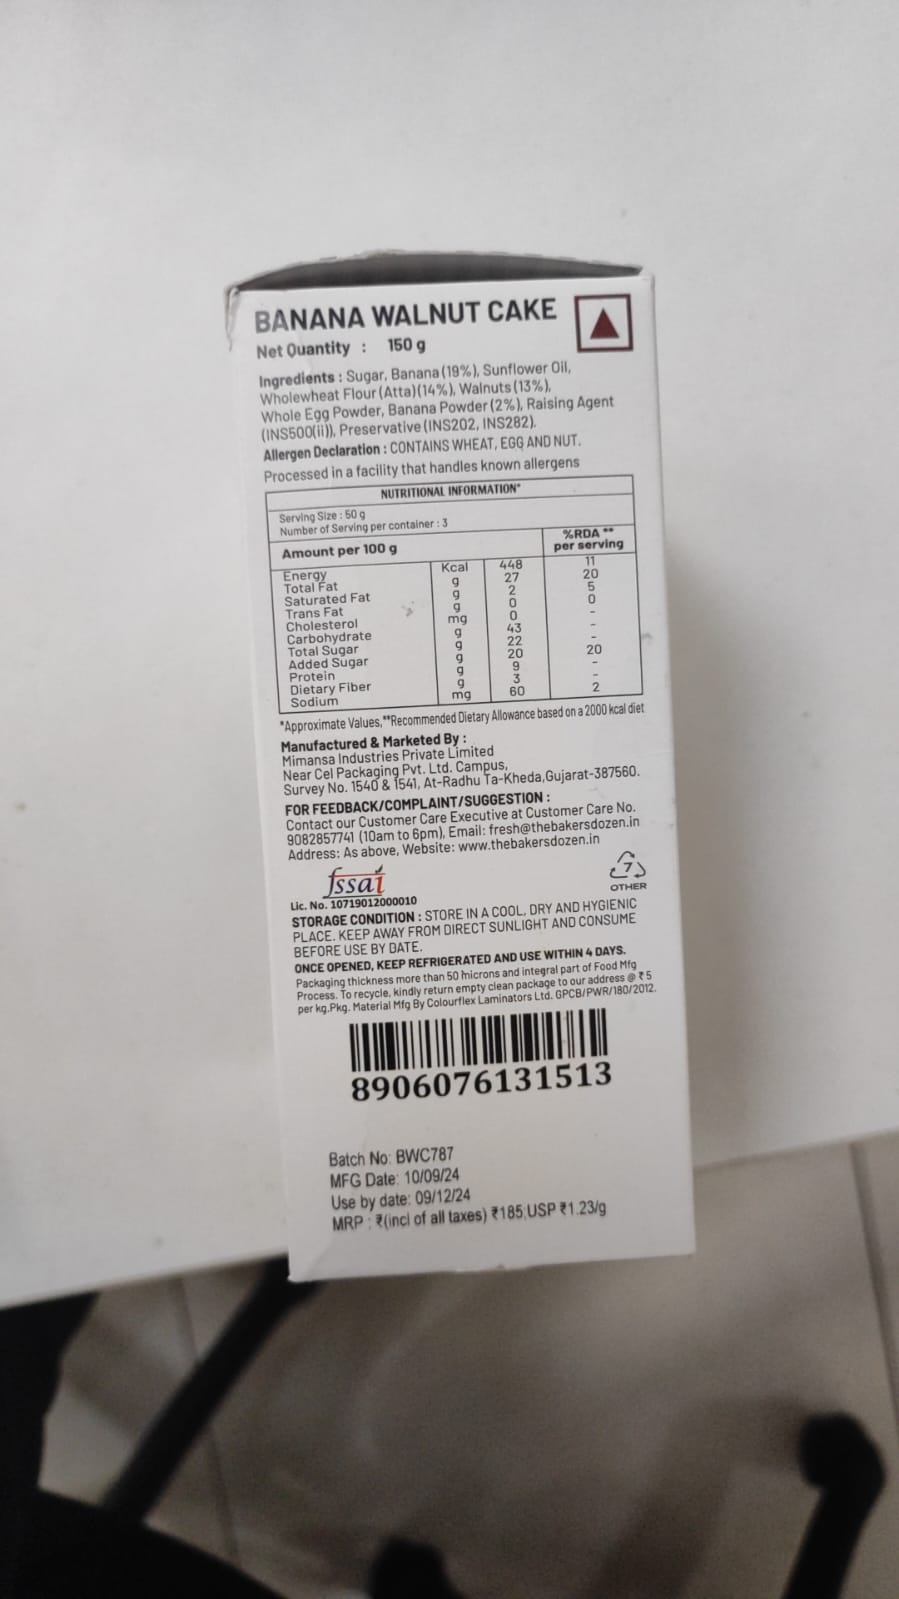 BANANA WALNUT CAKE
Net Quantity : 150 g
Ingredients : Sugar, Banana (19%), Sunflower Oil,
Wholewheat Flour (Atta)(14%), Walnuts (13%),
Whole Egg Powder, Banana Powder (2%), Raising Agent
(INS500(ii)), Preservative (INS202, INS282).
Allergen Declaration : CONTAINS WHEAT, EGG AND NUT.
Processed in a facility that handles known allergens
NUTRITIONAL INFORMATION*
Serving Size : 50 g
Number of Serving per container : 3
Amount per 100 g %RDA ** per serving
Energy Kcal 448 11
Total Fat g 27 20
Saturated Fat g 2 5
Trans Fat g 0 0
Cholesterol mg 0 -
Carbohydrate g 43 -
Total Sugar g 22 -
Added Sugar g 20 20
Protein g 9 -
Dietary Fiber g 3 -
Sodium mg 60 2
*Approximate Values,**Recommended Dietary Allowance based on a 2000 kcal diet
Manufactured & Marketed By :
Mimansa Industries Private Limited
Near Cel Packaging Pvt. Ltd. Campus,
Survey No. 1540 & 1541, At-Radhu Ta-Kheda,Gujarat-387560.
FOR FEEDBACK/COMPLAINT/SUGGESTION :
Contact our Customer Care Executive at Customer Care No.
9082857741 (10am to 6pm), Email: fresh@thebakersdozen.in
Address: As above, Website: www.thebakersdozen.in
fssai
7
OTHER
Lic. No. 10719012000010
STORAGE CONDITION : STORE IN A COOL, DRY AND HYGIENIC
PLACE. KEEP AWAY FROM DIRECT SUNLIGHT AND CONSUME
BEFORE USE BY DATE.
ONCE OPENED, KEEP REFRIGERATED AND USE WITHIN 4 DAYS.
Packaging thickness more than 50 microns and integral part of Food Mfg
Process. To recycle, kindly return empty clean package to our address @ ₹ 5
per kg.Pkg. Material Mfg By Colourflex Laminators Ltd. GPCB/PWR/180/2012.
8906076131513
Batch No: BWC787
MFG Date: 10/09/24
Use by date: 09/12/24
MRP : ₹(incl of all taxes) ₹185,USP ₹1.23/g